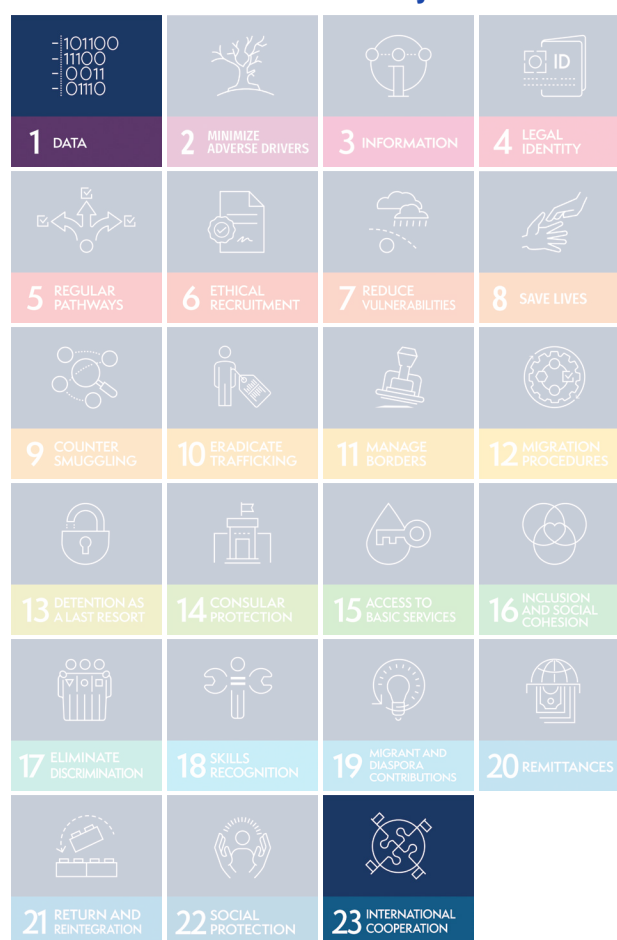 - 101100
- 11100
- 0011
- 01110
1 DATA
2 MINIMIZE
ADVERSE DRIVERS
3 INFORMATION
ID
4 LEGAL
IDENTITY
5 REGULAR
PATHWAYS
6 ETHICAL
RECRUITMENT
7 REDUCE
VULNERABILITIES
8 SAVE LIVES
9 COUNTER
SMUGGLING
10 ERADICATE
TRAFFICKING
11 MANAGE
BORDERS
12 MIGRATION
PROCEDURES
13 DETENTION AS
A LAST RESORT
14 CONSULAR
PROTECTION
15 ACCESS TO
BASIC SERVICES
16 INCLUSION
AND SOCIAL
COHESION
17 ELIMINATE
DISCRIMINATION
18 SKILLS
RECOGNITION
19 MIGRANT AND
DIASPORA
CONTRIBUTIONS
20 REMITTANCES
21 RETURN AND
REINTEGRATION
22 SOCIAL
PROTECTION
23 INTERNATIONAL
COOPERATION